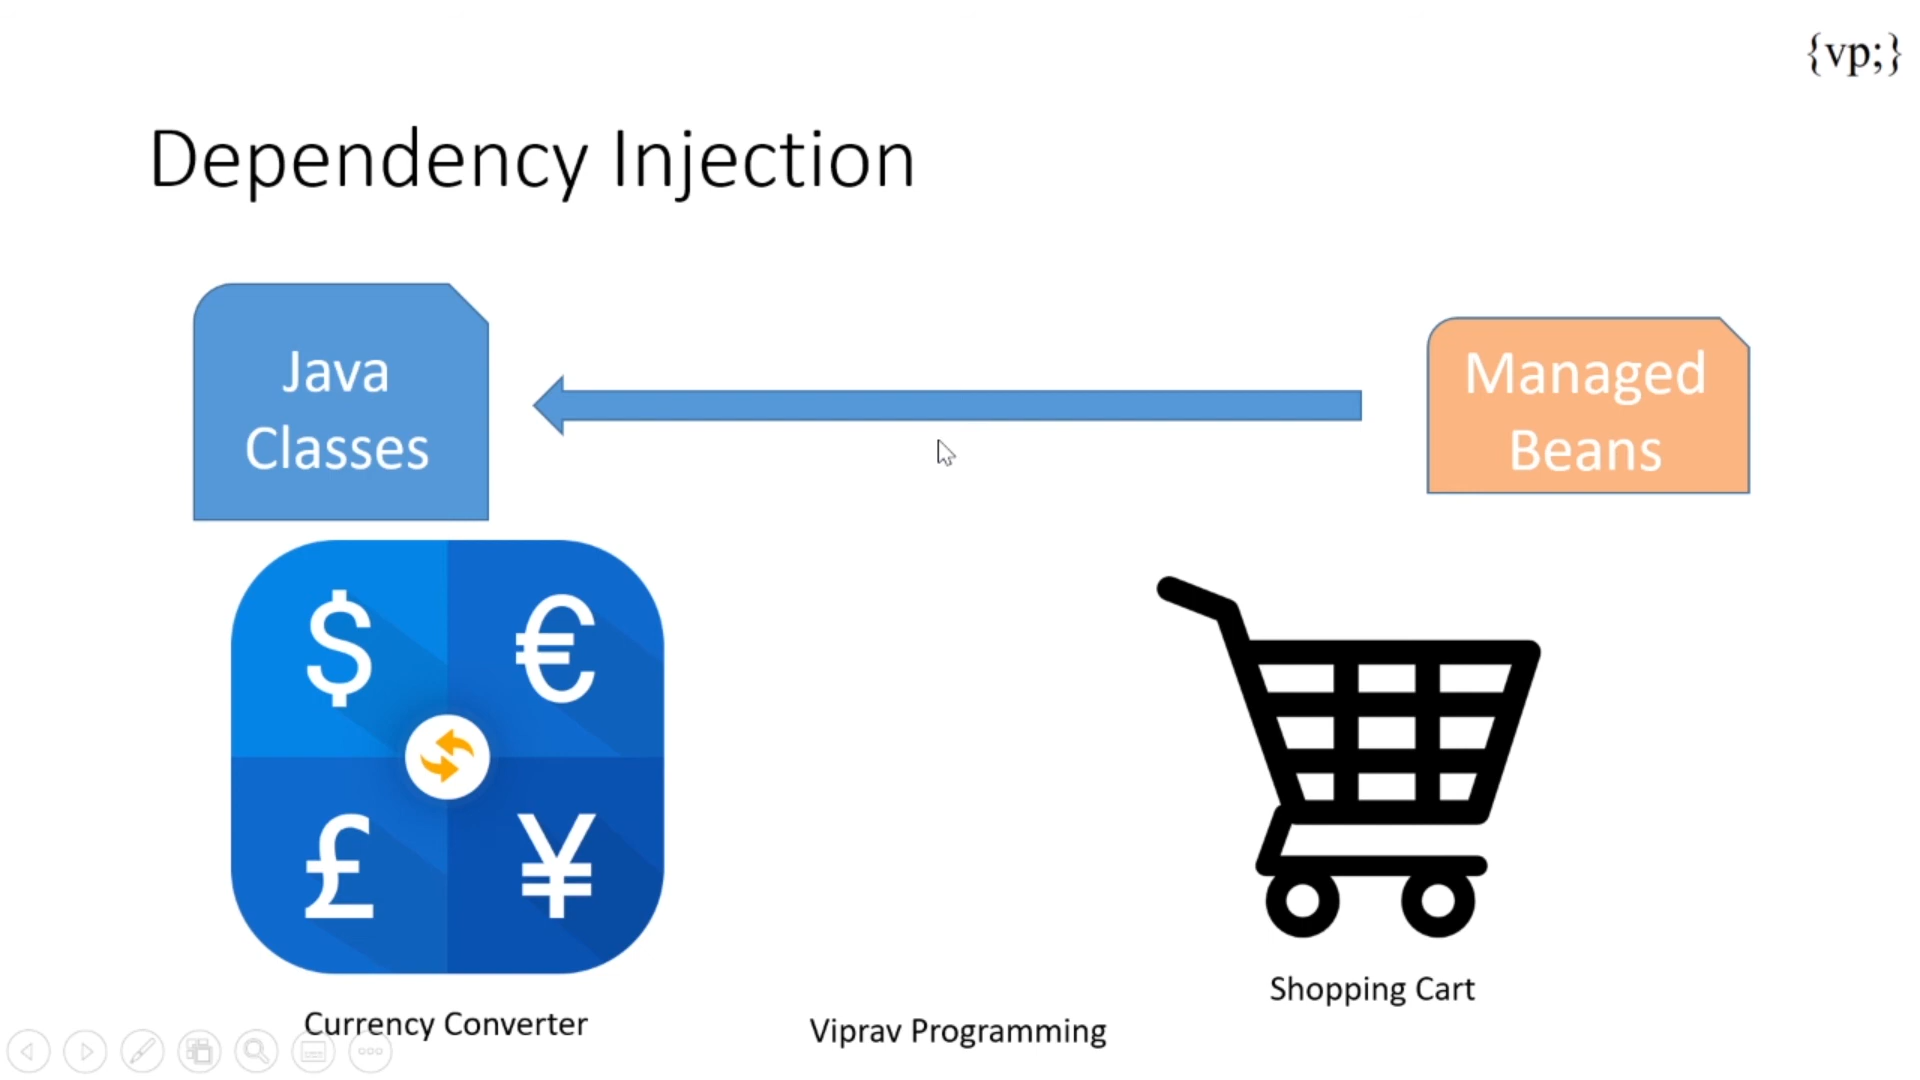 {vp;}
Dependency Injection
Java
Classes
Managed
Beans
$
€
£
¥
Currency Converter
Shopping Cart
Viprav Programming